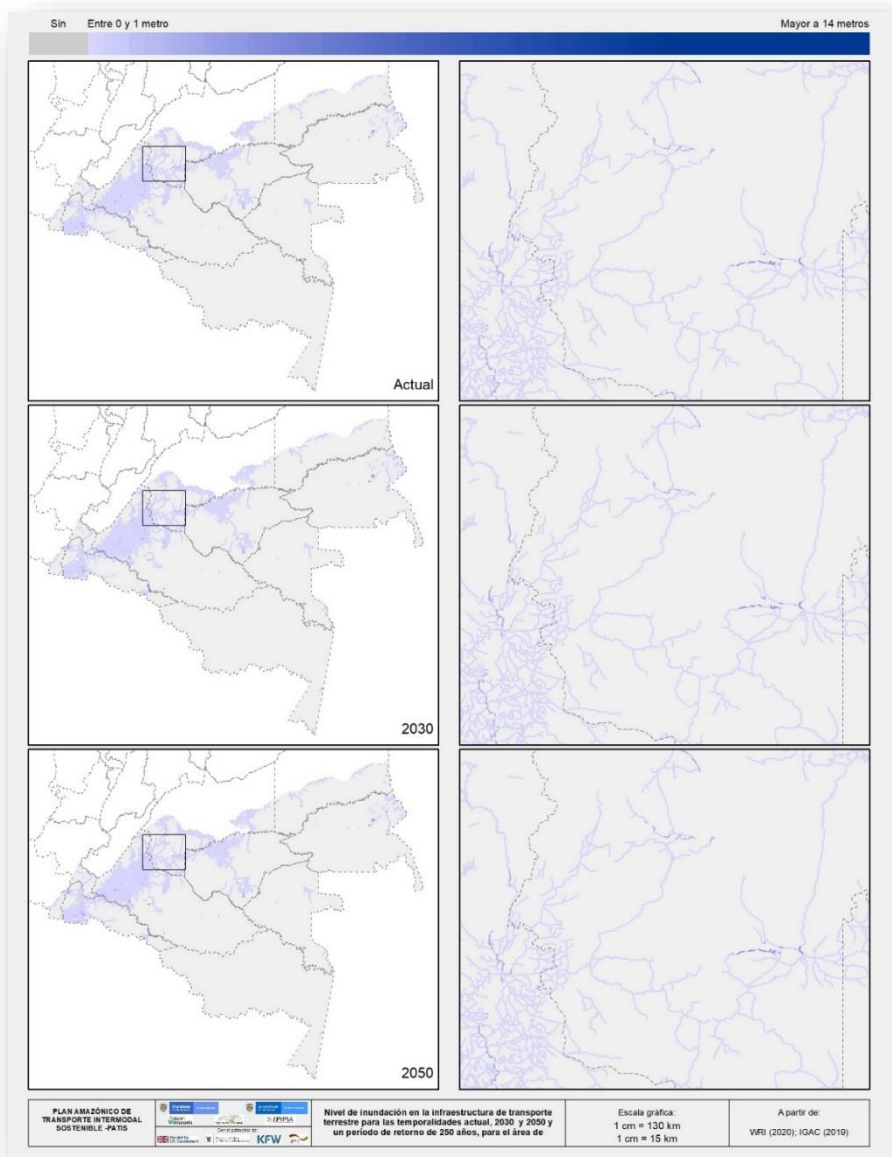 Sin Entre 0 y 1 metro Mayor a 14 metros
Actual
2030
2050
PLAN AMAZÓNICO DE
TRANSPORTE INTERMODAL
SOSTENIBLE -PATIS
KFW
Nivel de inundación en la infraestructura de transporte
terrestre para las temporalidades actual, 2030 y 2050 y
un período de retorno de 250 años, para el área de
Escala gráfica:
1 cm = 130 km
1 cm = 15 km
A partir de:
WRI (2020); IGAC (2019)